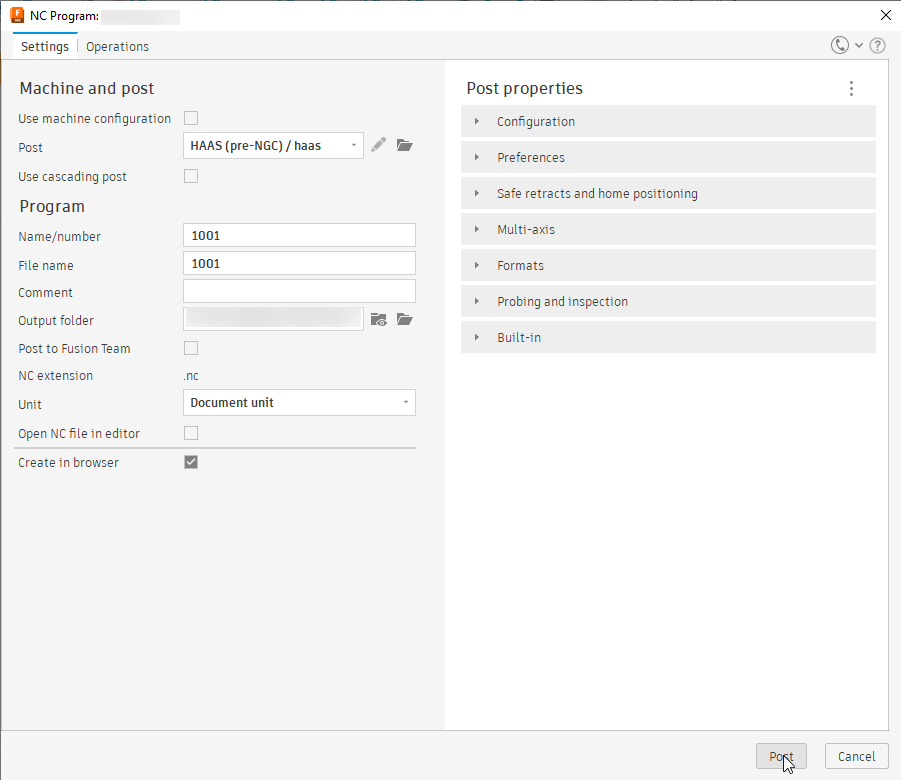 NC Program:
Settings
Operations
Machine and post
Use machine configuration
Post
HAAS (pre-NGC) / haas
Use cascading post
Program
Name/number
1001
File name
1001
Comment
Output folder
Post to Fusion Team
NC extension
.nc
Unit
Document unit
Open NC file in editor
Create in browser
Post properties
Configuration
Preferences
Safe retracts and home positioning
Multi-axis
Formats
Probing and inspection
Built-in
Post
Cancel